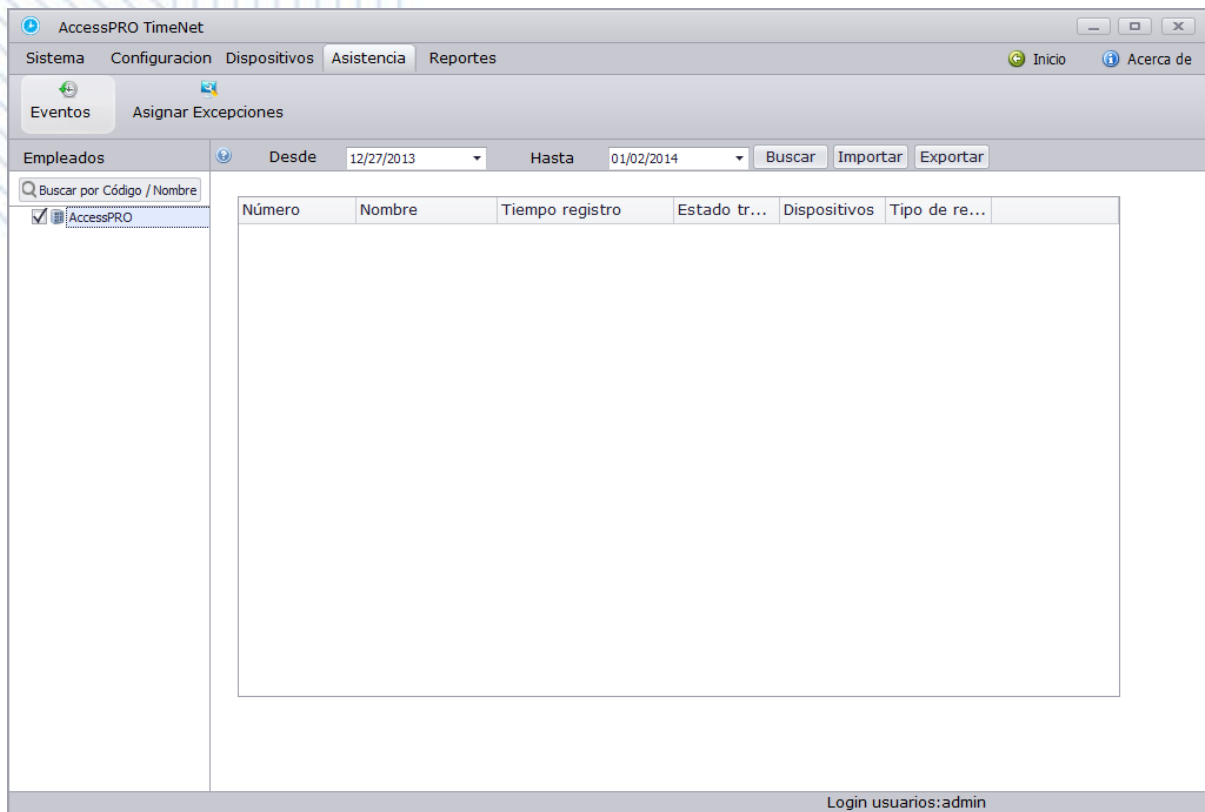 AccessPRO TimeNet
Sistema Configuracion Dispositivos Asistencia Reportes Inicio Acerca de
Eventos Asignar Excepciones
Empleados Desde 12/27/2013 Hasta 01/02/2014 Buscar Importar Exportar
Buscar por Código / Nombre
AccessPRO
Número Nombre Tiempo registro Estado tr... Dispositivos Tipo de re...
Login usuarios:admin